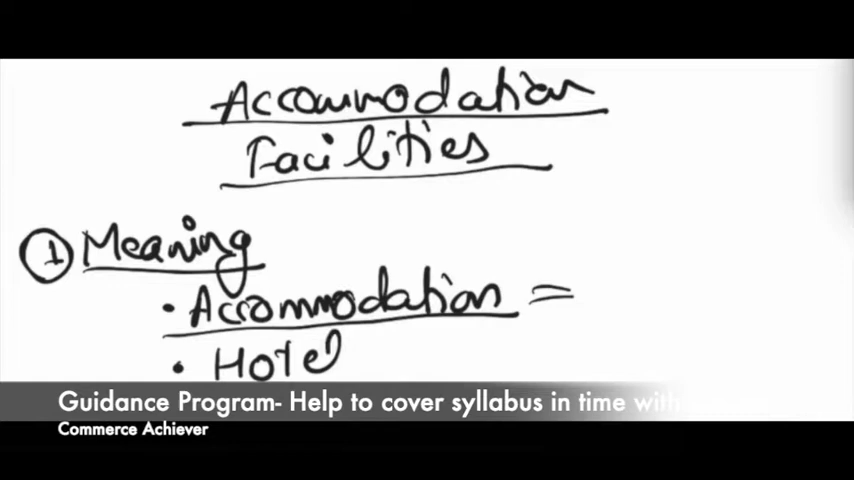 Accommodation
Facilities
1 Meaning
• Accommodation =
• Hotel
Guidance Program- Help to cover syllabus in time with
Commerce Achiever